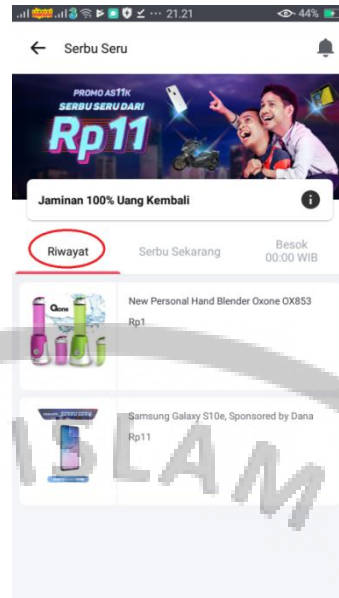 21.21
44%
Serbu Seru
PROMO AS11K
SERBU SERU DARI
Rp11
Jaminan 100% Uang Kembali
Riwayat
Serbu Sekarang
Besok
00:00 WIB
Oxone
New Personal Hand Blender Oxone OX853
Rp1
Samsung Galaxy S10e, Sponsored by Dana
Rp11
ISLAM